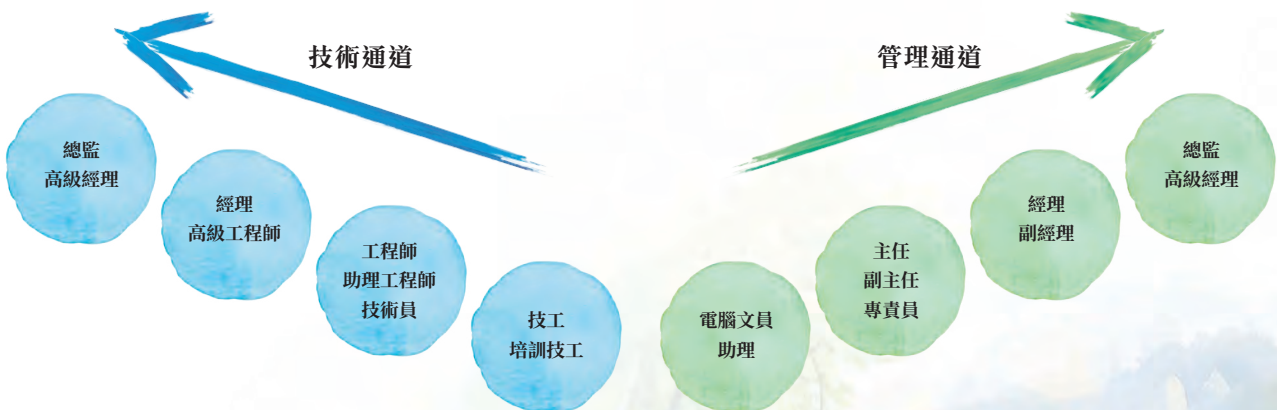 技術通道
管理通道
總監
高級經理
經理
高級工程師
工程師
助理工程師
技術員
技工
培訓技工
電腦文員
助理
主任
副主任
專責員
經理
副經理
總監
高級經理